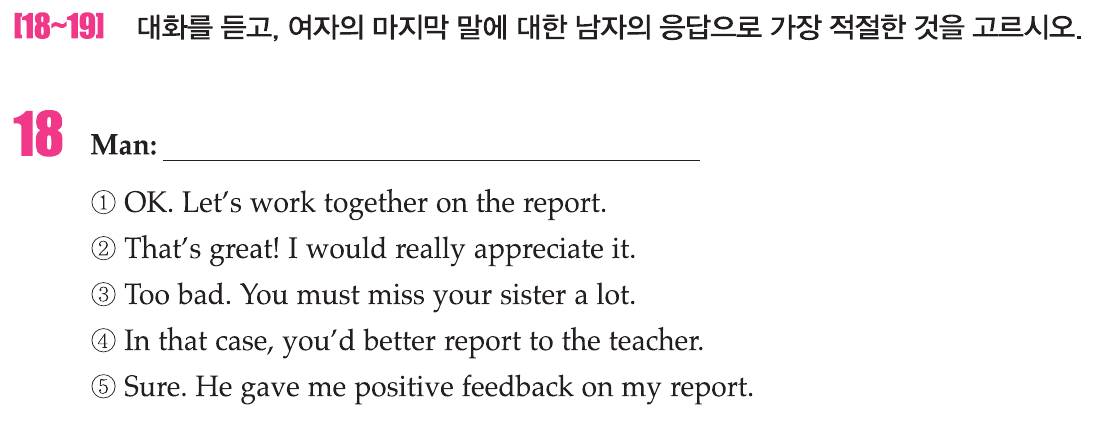 [18~19] 대화를 듣고, 여자의 마지막 말에 대한 남자의 응답으로 가장 적절한 것을 고르시오.
18 Man: ____________________
① OK. Let's work together on the report.
② That's great! I would really appreciate it.
③ Too bad. You must miss your sister a lot.
④ In that case, you'd better report to the teacher.
⑤ Sure. He gave me positive feedback on my report.